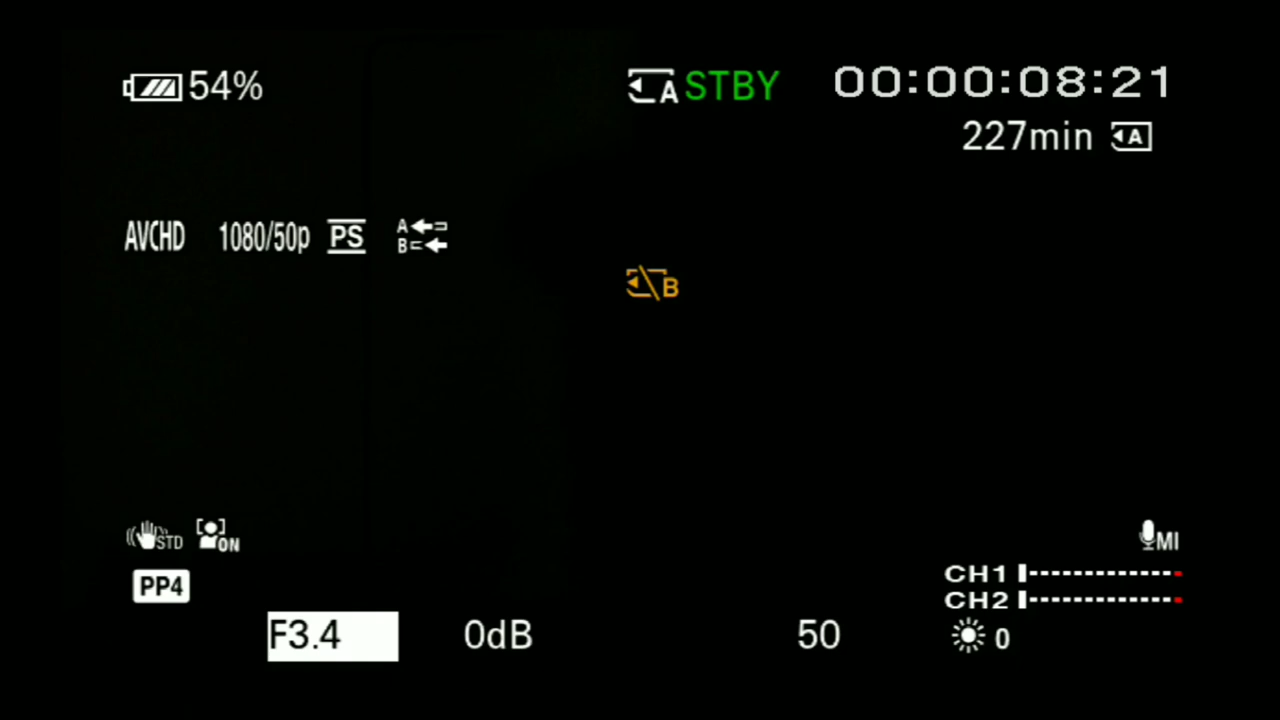 54% A STBY 00:00:08:21
227min A
AVCHD 1080/50p PS A B
B
STD ON MI
PP4 CH1
CH2
F3.4 0dB 50 0